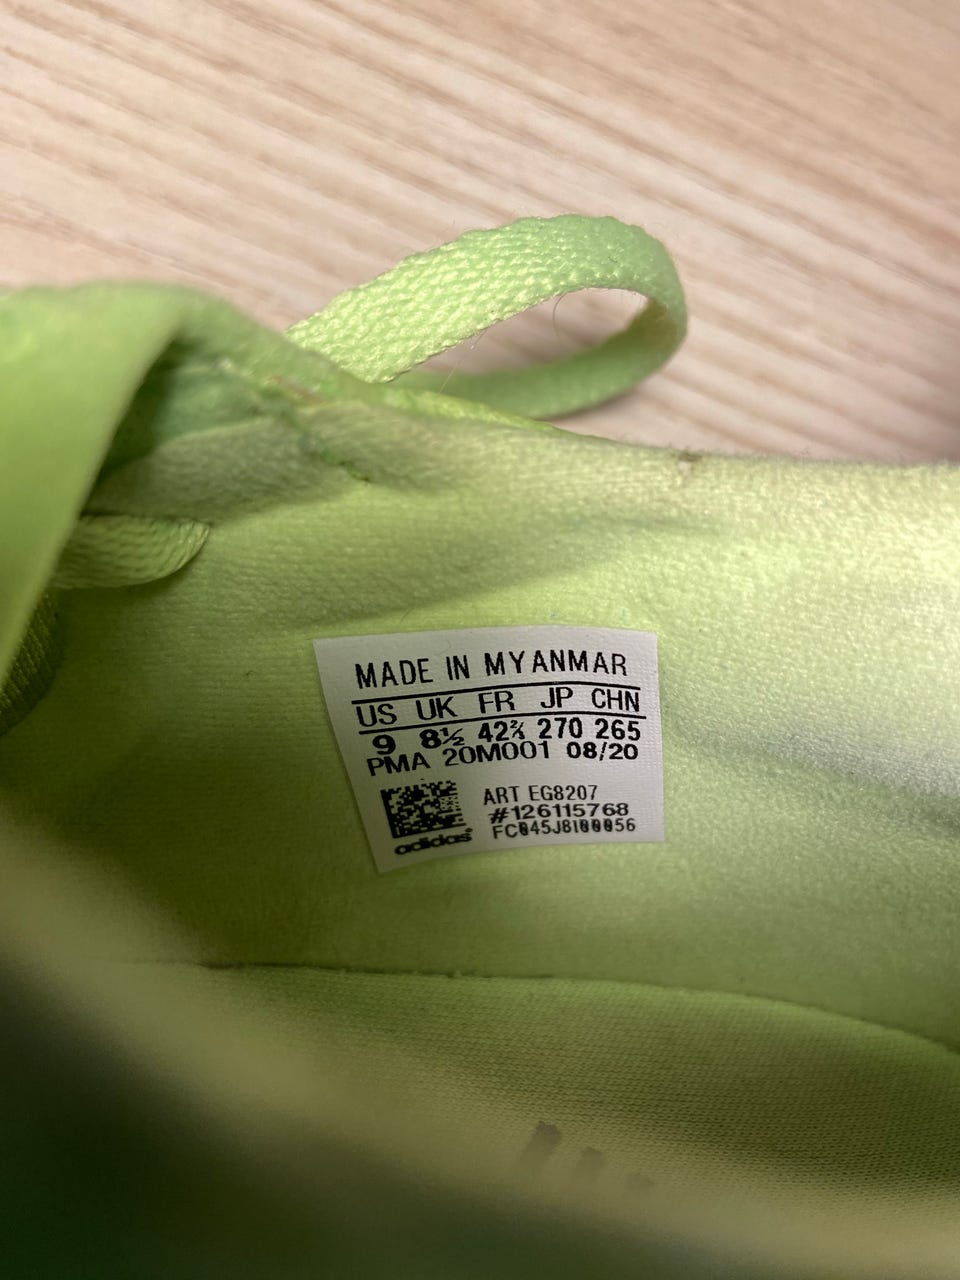 MADE IN MYANMAR
US UK FR JP CHN
9 8½ 42⅔ 270 265
PMA 20M001 08/20
ART EG8207
#126115768
FC045J8100056
adidas